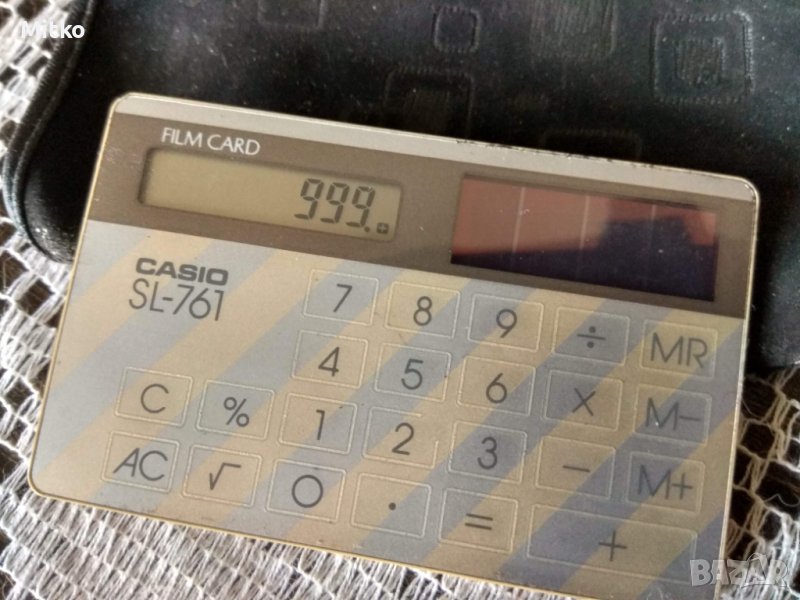 Mitko
FILM CARD
999.
CASIO
SL-761
7 8 9 ÷ MR
4 5 6 × M−
C % 1 2 3 − M+
AC √ 0 . = +
BAZAR